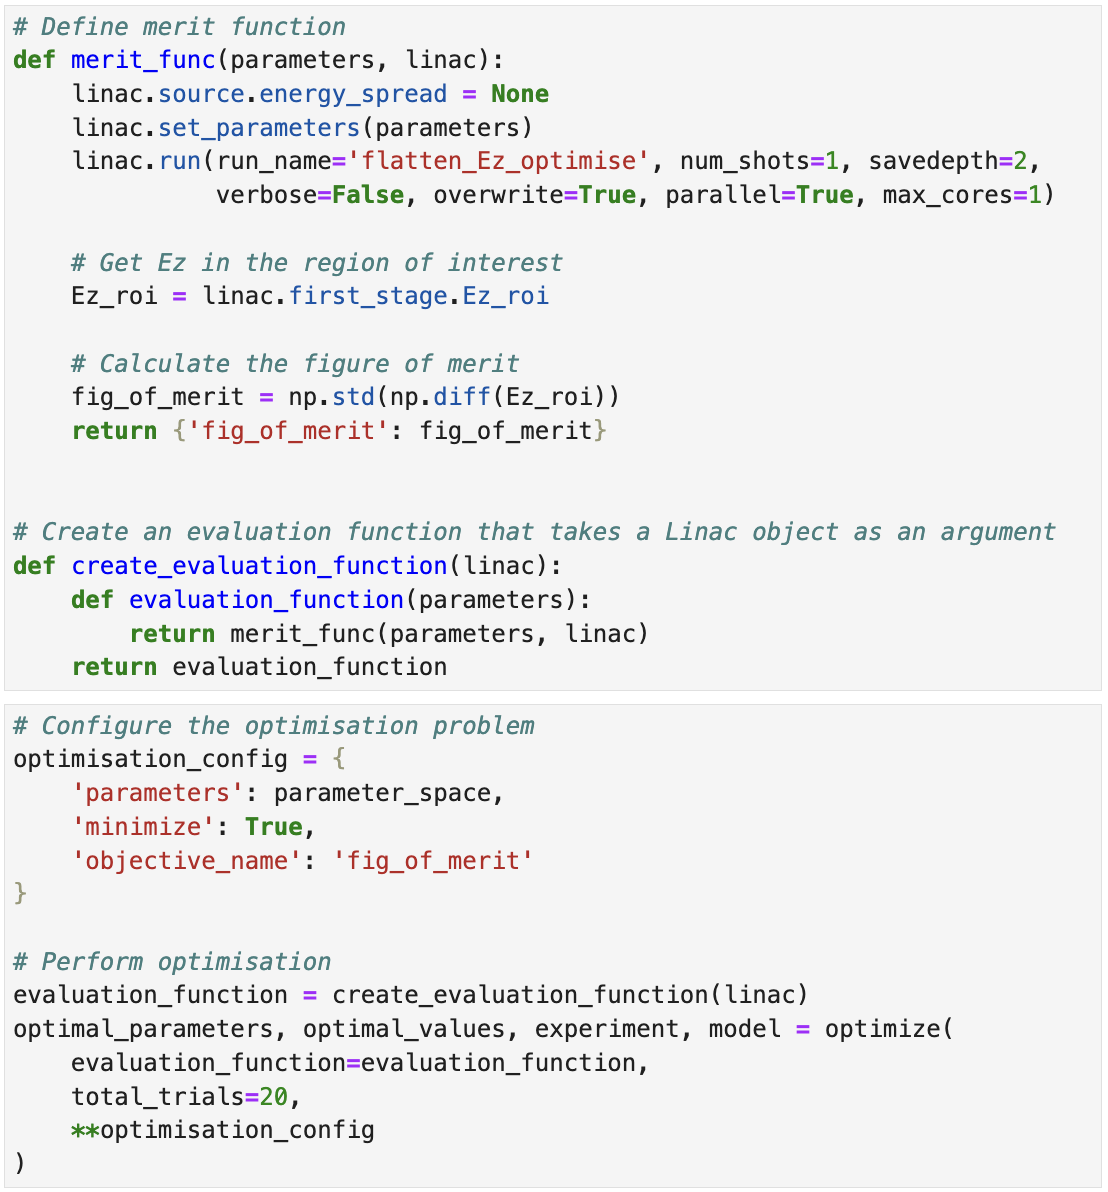 # Define merit function
def merit_func(parameters, linac):
    linac.source.energy_spread = None
    linac.set_parameters(parameters)
    linac.run(run_name='flatten_Ez_optimise', num_shots=1, savedepth=2,
              verbose=False, overwrite=True, parallel=True, max_cores=1)

    # Get Ez in the region of interest
    Ez_roi = linac.first_stage.Ez_roi

    # Calculate the figure of merit
    fig_of_merit = np.std(np.diff(Ez_roi))
    return {'fig_of_merit': fig_of_merit}


# Create an evaluation function that takes a Linac object as an argument
def create_evaluation_function(linac):
    def evaluation_function(parameters):
        return merit_func(parameters, linac)
    return evaluation_function

# Configure the optimisation problem
optimisation_config = {
    'parameters': parameter_space,
    'minimize': True,
    'objective_name': 'fig_of_merit'
}

# Perform optimisation
evaluation_function = create_evaluation_function(linac)
optimal_parameters, optimal_values, experiment, model = optimize(
    evaluation_function=evaluation_function,
    total_trials=20,
    **optimisation_config
)